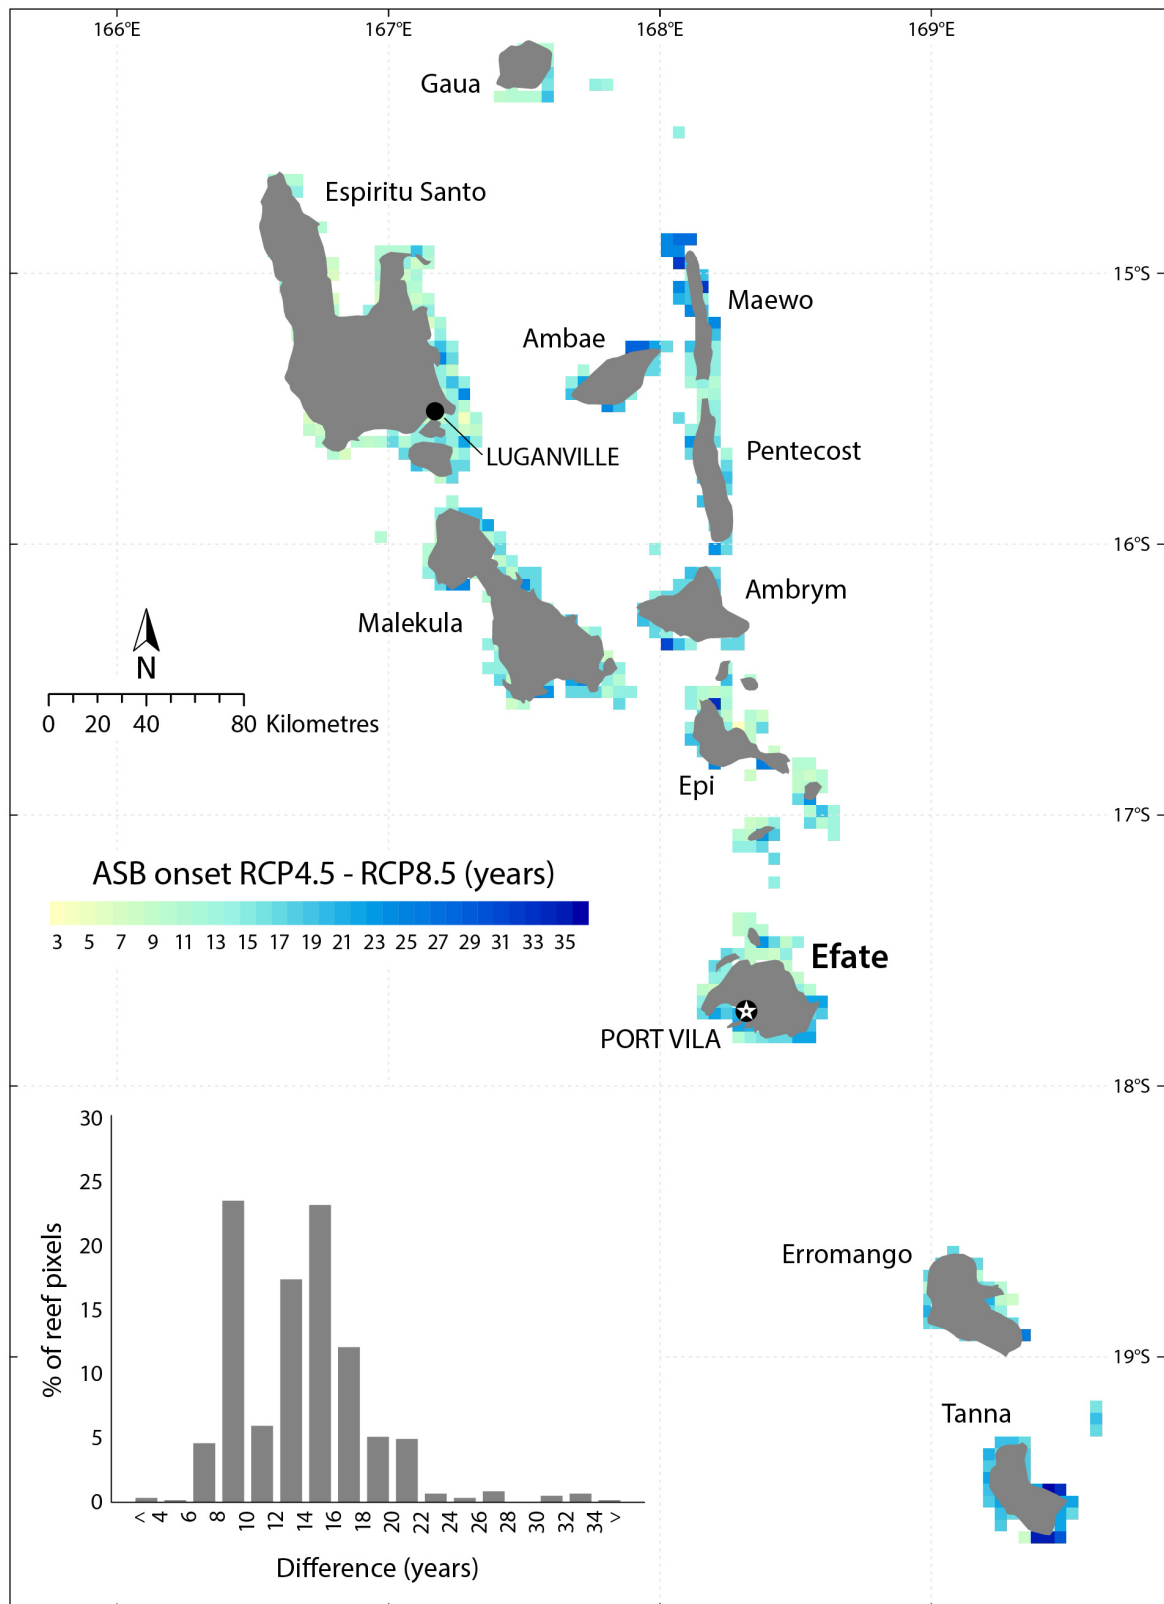 166°E 167°E 168°E 169°E
Gaua
Espiritu Santo
15°S
Maewo
Ambae
Pentecost
LUGANVILLE
16°S
Ambrym
Malekula
N
0 20 40 80 Kilometres
Epi
17°S
ASB onset RCP4.5 - RCP8.5 (years)
3 5 7 9 11 13 15 17 19 21 23 25 27 29 31 33 35
Efate
PORT VILA
18°S
30
25
20
15
10
5
0
% of reef pixels
< 4 6 8 10 12 14 16 18 20 22 24 26 28 30 32 34 >
Difference (years)
Erromango
19°S
Tanna